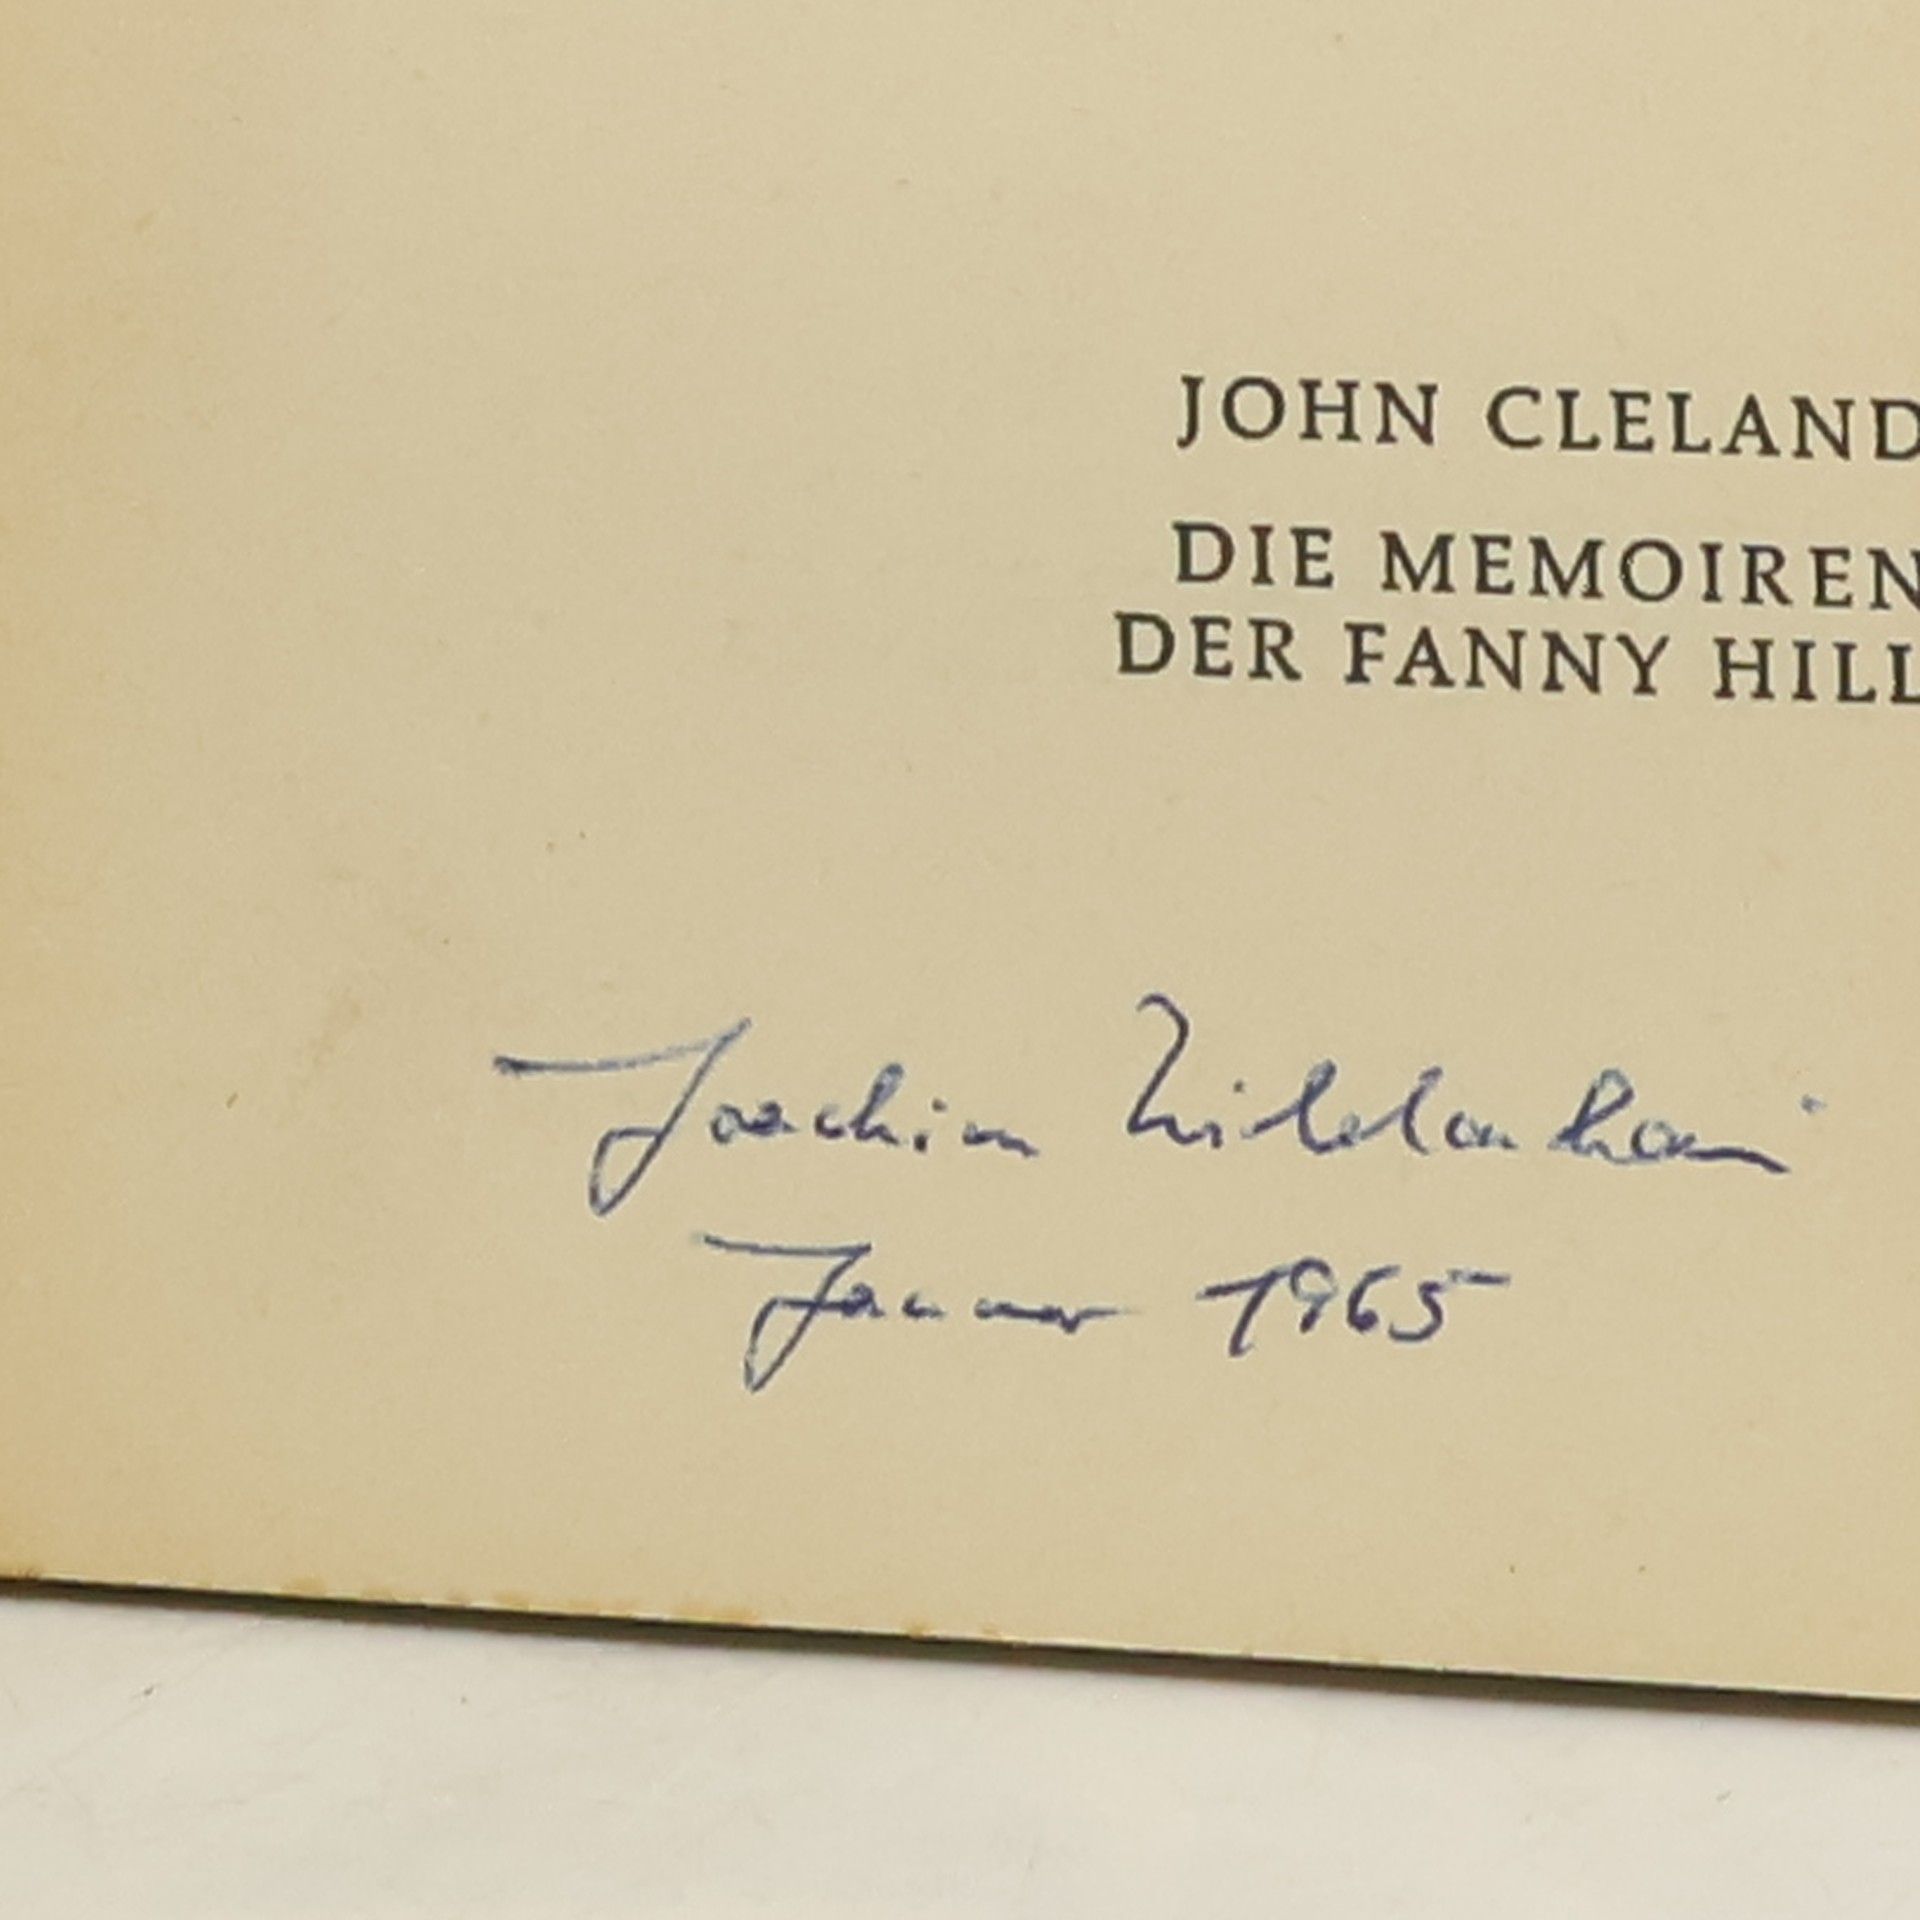 JOHN CLELAND
DIE MEMOIREN
DER FANNY HILL
Joachim
Januar 1965